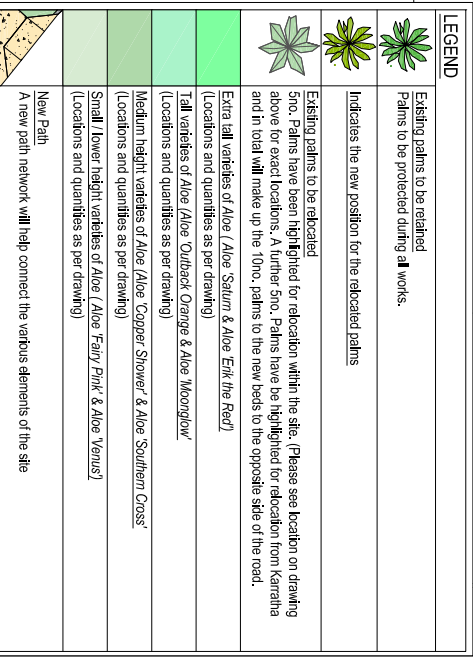 LEGEND
Existing palms to be retained
Palms to be protected during all works.
Indicates the new position for the relocated palms
Existing palms to be relocated
5no. Palms have been highlighted for relocation within the site. (Please see location on drawing
above for exact locations. A further 5no. Palms have be highlighted for relocation from Karratha
and in total will make up the 10no. palms to the new beds to the opposite side of the road.
Extra tall varieties of Aloe ( Aloe 'Saturn & Aloe 'Erik the Red')
(Locations and quantities as per drawing)
Tall varieties of Aloe (Aloe 'Outback Orange & Aloe 'Moonglow'
(Locations and quantities as per drawing)
Medium height varieties of Aloe (Aloe 'Copper Shower' & Aloe 'Southern Cross'
(Locations and quantities as per drawing)
Small / lower height varieties of Aloe ( Aloe 'Fairy Pink' & Aloe 'Venus')
(Locations and quantities as per drawing)
New Path
A new path network will help connect the various elements of the site